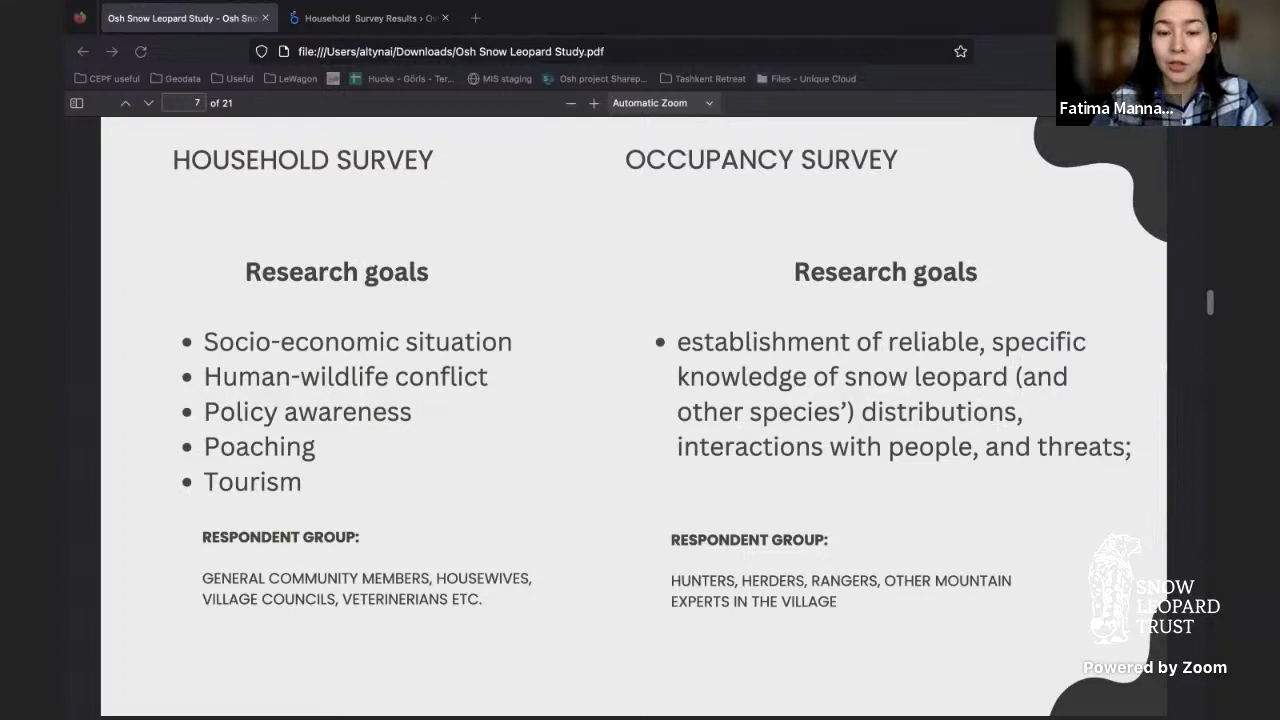 Osh Snow Leopard Study - Osh Sno
Household Survey Results › Ov
file:///Users/altynai/Downloads/Osh Snow Leopard Study.pdf
CEPF useful
Geodata
Useful
LeWagon
Hucks - Görls - Ter...
MIS staging
Osh project Sharep...
Tashkent Retreat
Files - Unique Cloud
7 of 21
Automatic Zoom
Fatima Manna...
HOUSEHOLD SURVEY
Research goals
• Socio-economic situation
• Human-wildlife conflict
• Policy awareness
• Poaching
• Tourism
RESPONDENT GROUP:
GENERAL COMMUNITY MEMBERS, HOUSEWIVES,
VILLAGE COUNCILS, VETERINERIANS ETC.
OCCUPANCY SURVEY
Research goals
• establishment of reliable, specific
knowledge of snow leopard (and
other species’) distributions,
interactions with people, and threats;
RESPONDENT GROUP:
HUNTERS, HERDERS, RANGERS, OTHER MOUNTAIN
EXPERTS IN THE VILLAGE
SNOW
LEOPARD
TRUST
Powered by Zoom